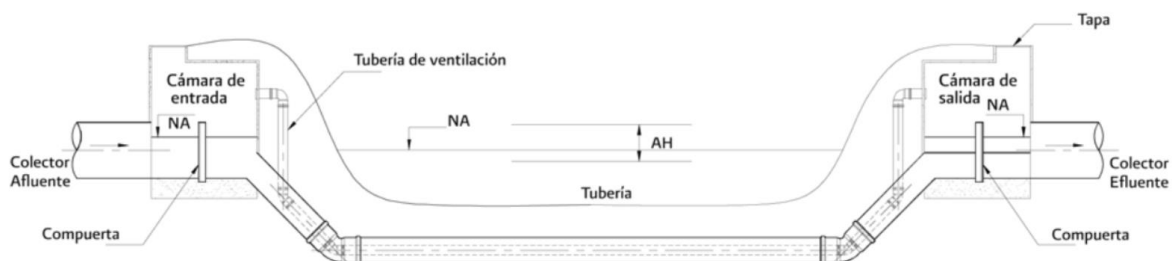 Tapa
Tubería de ventilación
Cámara de
entrada
NA
Cámara de
salida
NA
NA
AH
Colector
Afluente
Colector
Efluente
Tubería
Compuerta
Compuerta